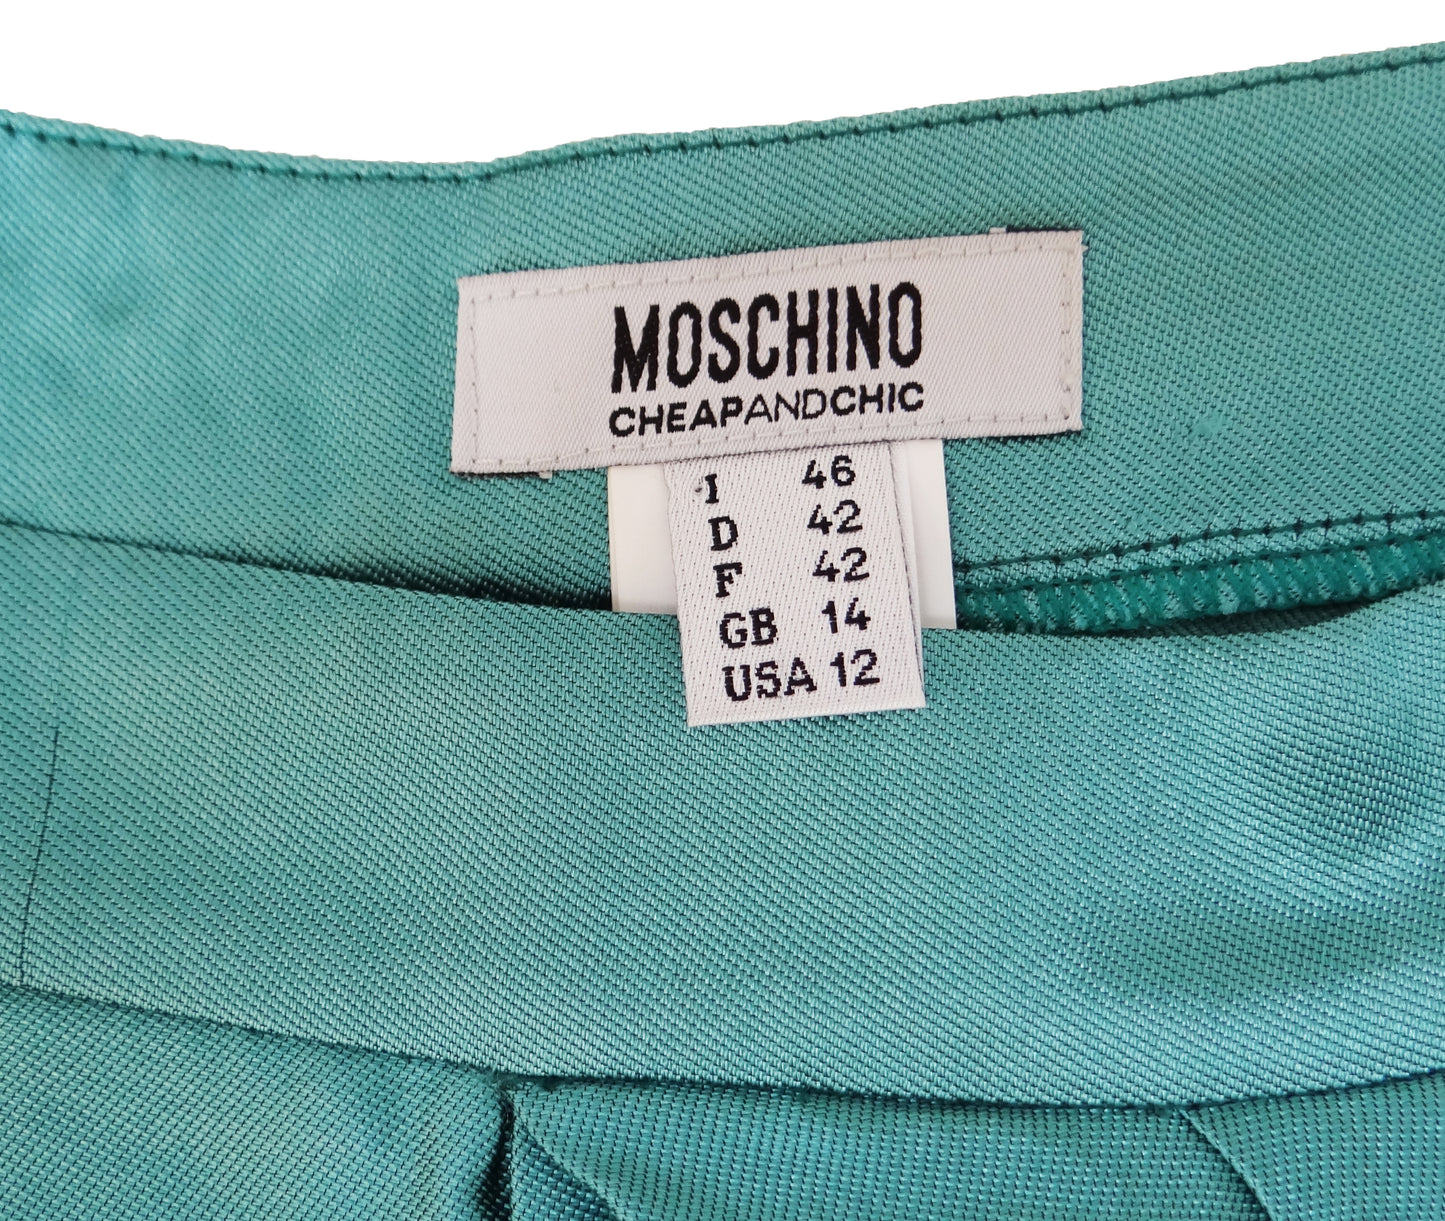 MOSCHINO
CHEAPANDCHIC
I 46
D 42
F 42
GB 14
USA 12